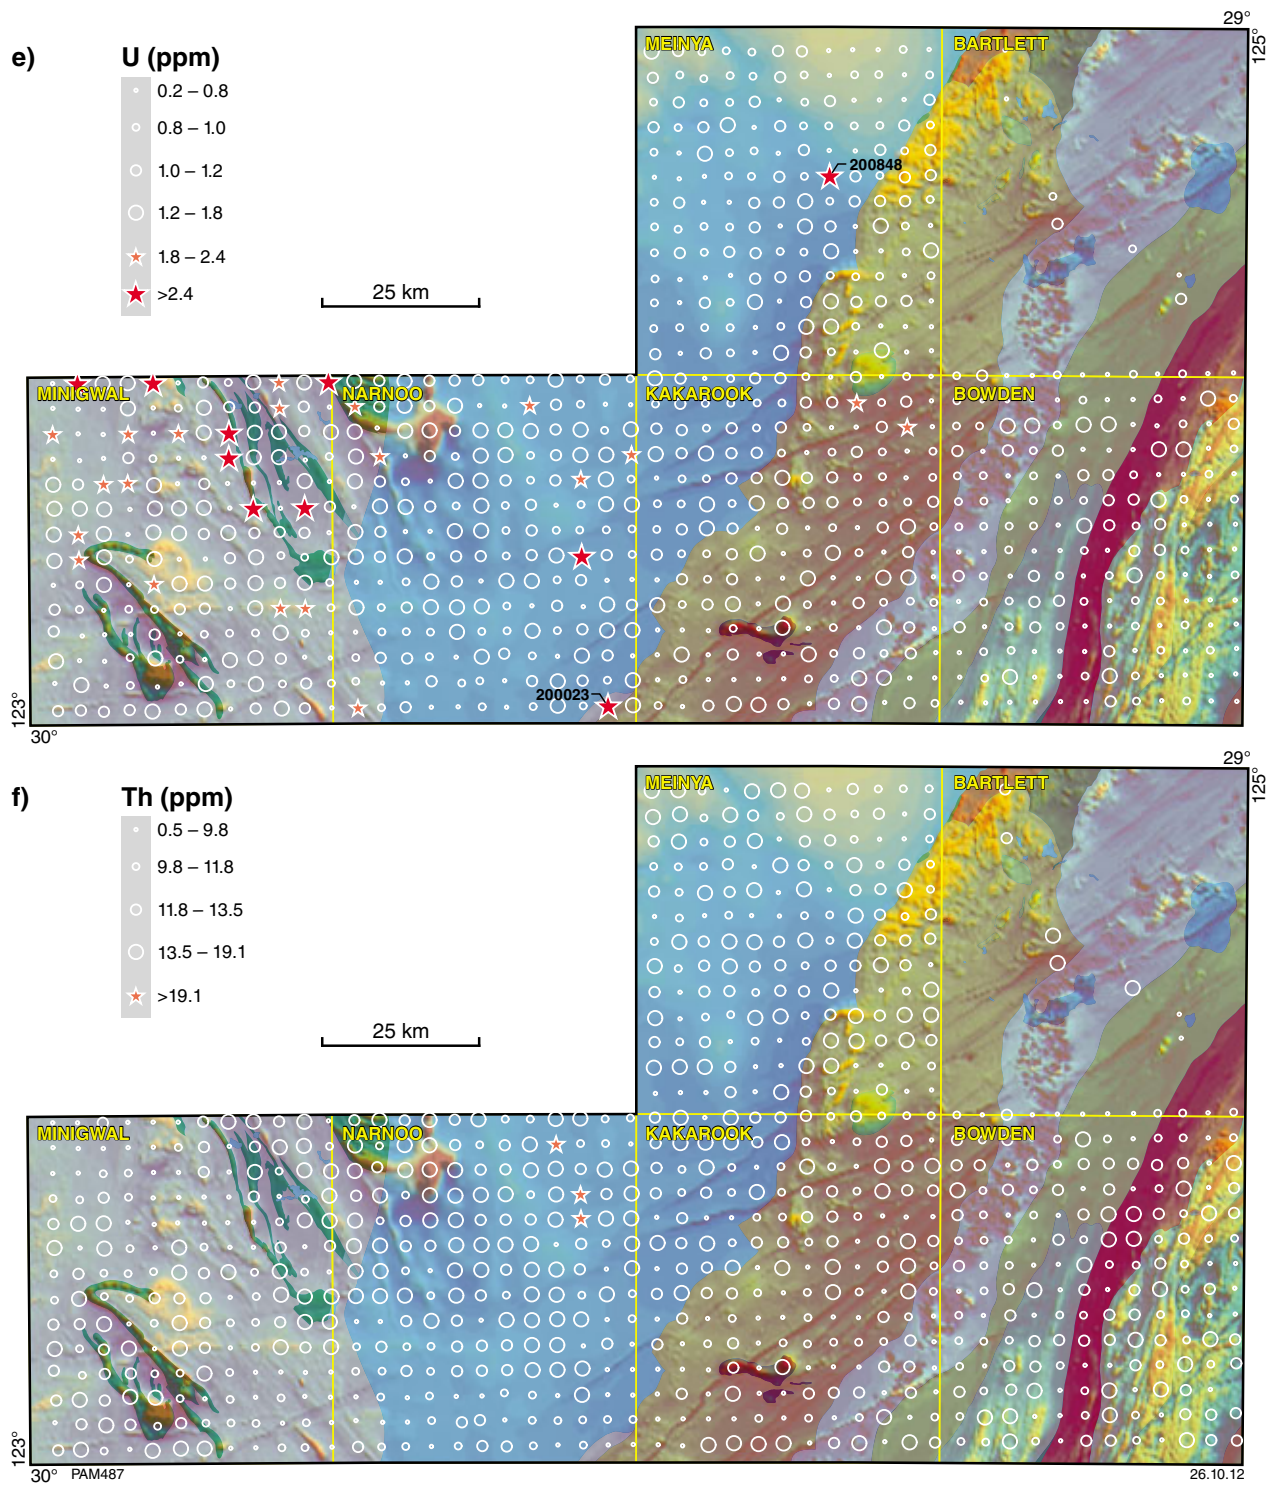 29°
125°
e)
U (ppm)
0.2 – 0.8
0.8 – 1.0
1.0 – 1.2
1.2 – 1.8
1.8 – 2.4
>2.4
25 km
MEINYA
BARTLETT
200848
MINIGWAL
NARNOO
KAKAROOK
BOWDEN
200023
123°
30°
29°
125°
f)
Th (ppm)
0.5 – 9.8
9.8 – 11.8
11.8 – 13.5
13.5 – 19.1
>19.1
25 km
MEINYA
BARTLETT
MINIGWAL
NARNOO
KAKAROOK
BOWDEN
123°
30°
PAM487
26.10.12